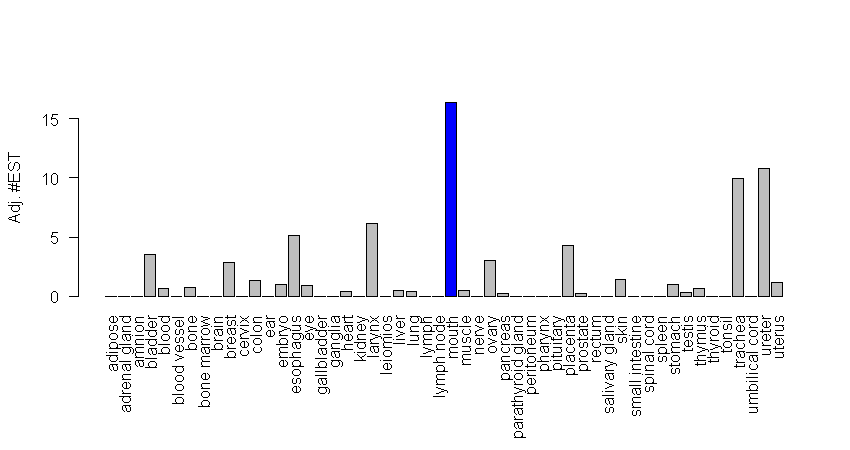 Adj. #EST
15
10
5
0
adipose
adrenal gland
amnion
bladder
blood
blood vessel
bone
bone marrow
brain
breast
cervix
colon
ear
embryo
esophagus
eye
gallbladder
ganglia
heart
kidney
larynx
leiomios
liver
lung
lymph
lymph node
mouth
muscle
nerve
ovary
pancreas
parathyroid gland
peritoneum
pharynx
pituitary
placenta
prostate
rectum
salivary gland
skin
small intestine
spinal cord
spleen
stomach
testis
thymus
thyroid
tonsil
trachea
umbilical cord
ureter
uterus